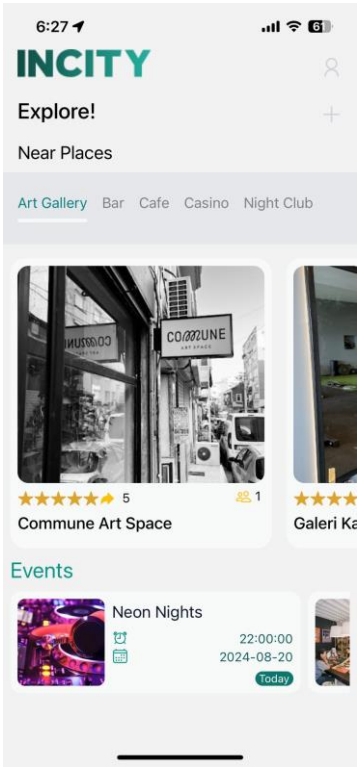 6:27
61
INCITY
Explore!
Near Places
Art Gallery Bar Cafe Casino Night Club
COMMUNE
ART SPACE
COMMUNE
5
1
Commune Art Space
Galeri Ka
Events
Neon Nights
22:00:00
2024-08-20
Today